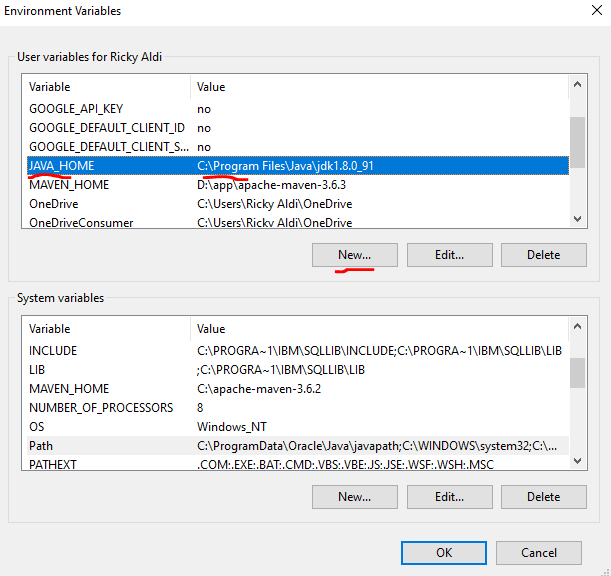 Environment Variables
User variables for Ricky Aldi
Variable Value
GOOGLE_API_KEY no
GOOGLE_DEFAULT_CLIENT_ID no
GOOGLE_DEFAULT_CLIENT_S... no
JAVA_HOME C:\Program Files\Java\jdk1.8.0_91
MAVEN_HOME D:\app\apache-maven-3.6.3
OneDrive C:\Users\Ricky Aldi\OneDrive
OneDriveConsumer C:\Users\Ricky Aldi\OneDrive
New... Edit... Delete
System variables
Variable Value
INCLUDE C:\PROGRA~1\IBM\SQLLIB\INCLUDE;C:\PROGRA~1\IBM\SQLLIB\LIB
LIB ;C:\PROGRA~1\IBM\SQLLIB\LIB
MAVEN_HOME C:\apache-maven-3.6.2
NUMBER_OF_PROCESSORS 8
OS Windows_NT
Path C:\ProgramData\Oracle\Java\javapath;C:\WINDOWS\system32;C:\...
PATHEXT .COM;.EXE;.BAT;.CMD;.VBS;.VBE;.JS;.JSE;.WSF;.WSH;.MSC
New... Edit... Delete
OK Cancel